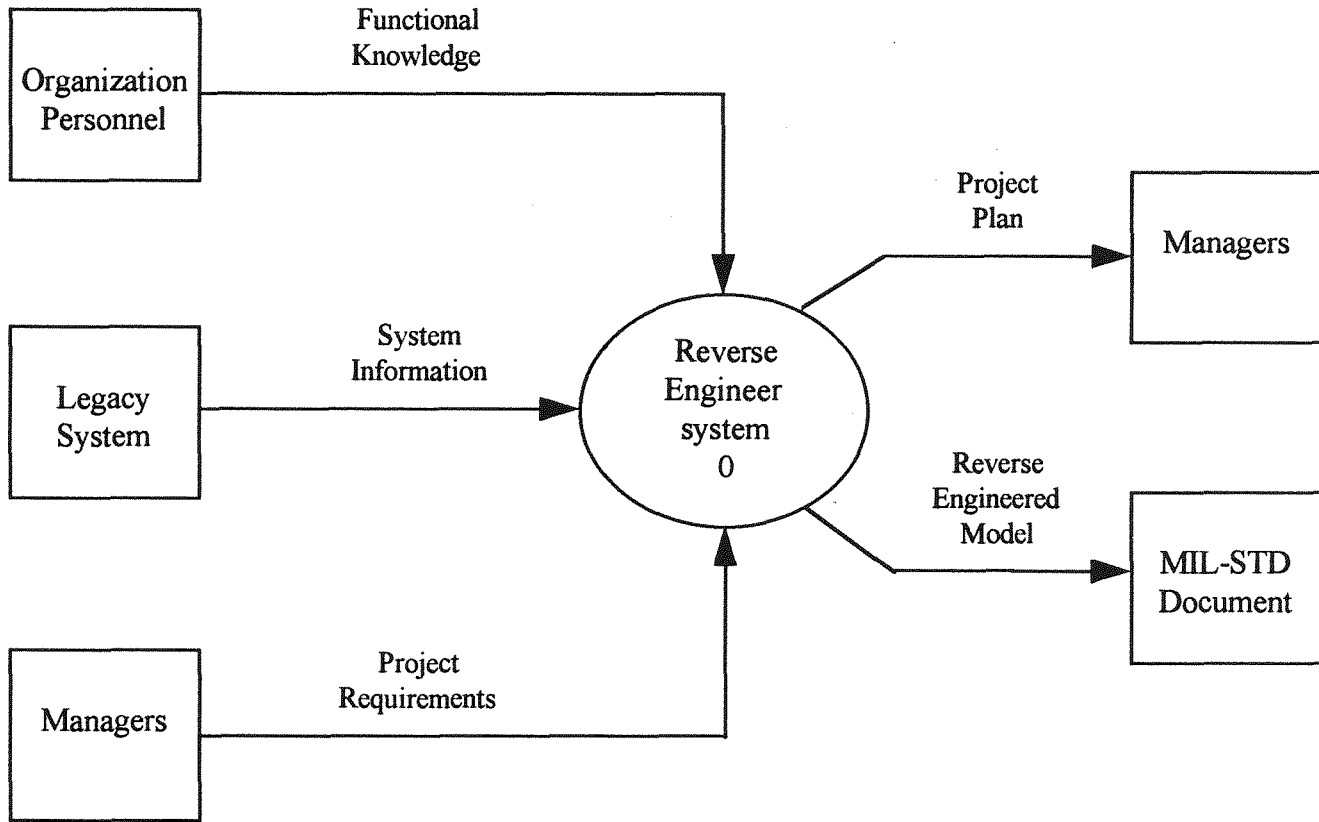 Functional
Knowledge
Organization
Personnel
Project
Plan
Managers
System
Information
Legacy
System
Reverse
Engineer
system
0
Reverse
Engineered
Model
MIL-STD
Document
Project
Requirements
Managers